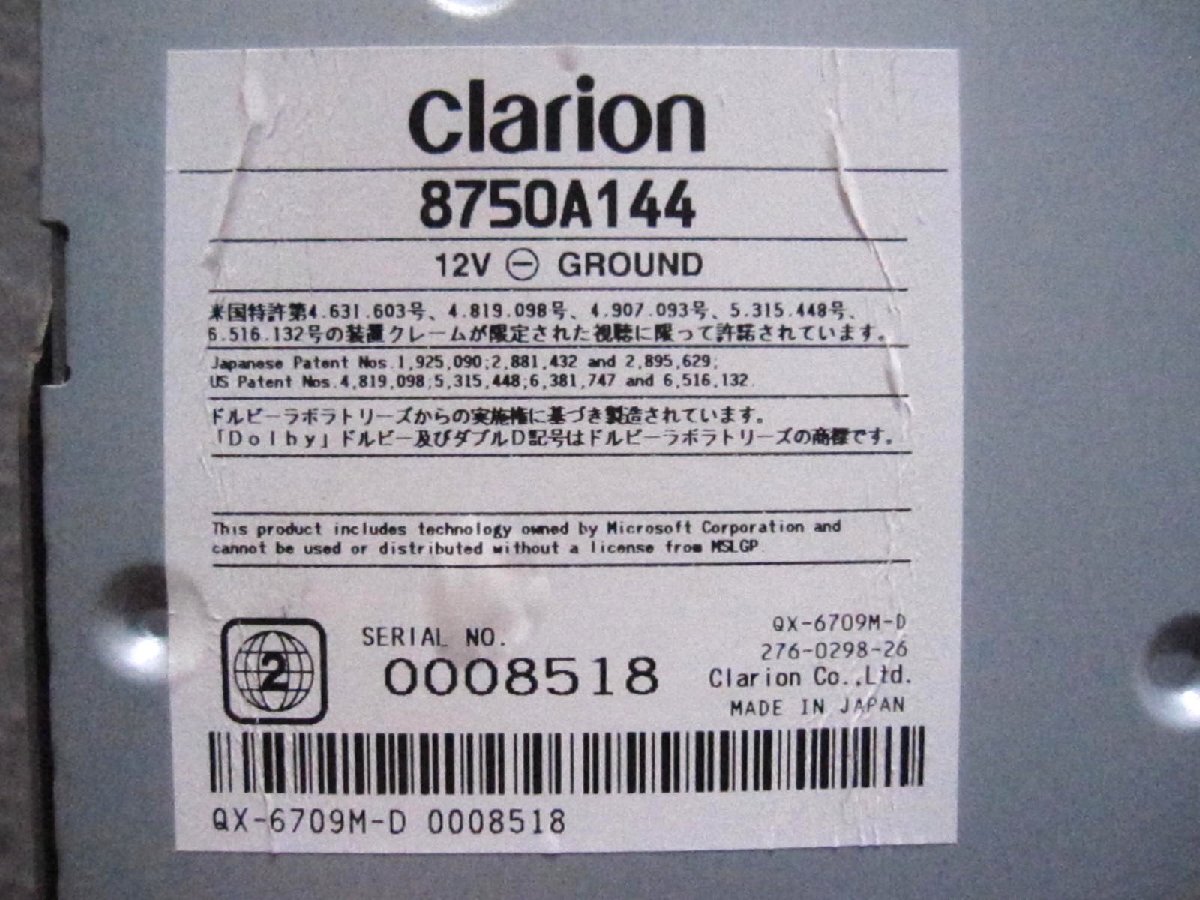 clarion
8750A144
12V ⊖ GROUND
米国特許第4.631.603号、4.819.098号、4.907.093号、5.315.448号、
6.516.132号の装置クレームが限定された視聴に限って許諾されています。
Japanese Patent Nos.1,925,090;2,881,432 and 2,895,629;
US Patent Nos.4,819,098;5,315,448;6,381,747 and 6,516,132.
ドルビーラボラトリーズからの実施権に基づき製造されています。
「Dolby」ドルビー及びダブルD記号はドルビーラボラトリーズの商標です。
This product includes technology owned by Microsoft Corporation and
cannot be used or distributed without a license from MSLGP.
2
SERIAL NO.
0008518
QX-6709M-D
276-0298-26
Clarion Co.,Ltd.
MADE IN JAPAN
QX-6709M-D 0008518